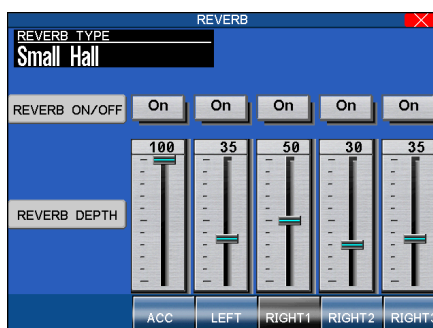 REVERB
REVERB TYPE
Small Hall
REVERB ON/OFF On On On On On
100 35 50 30 35
REVERB DEPTH
ACC LEFT RIGHT1 RIGHT2 RIGHT3